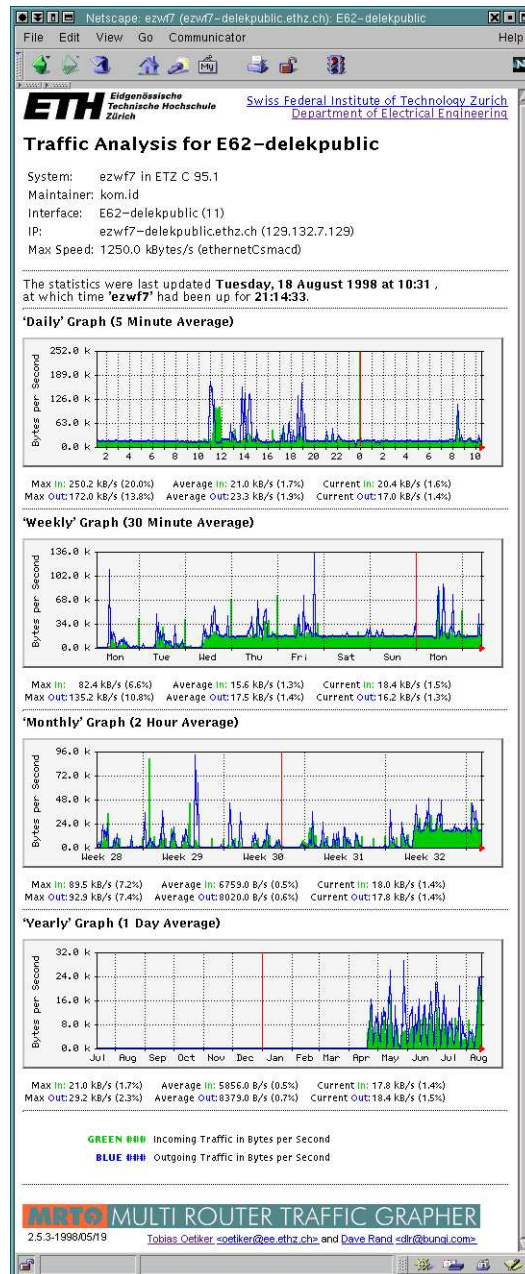 Netscape: ezwf7 (ezwf7-delekpublic.ethz.ch): E62-delekpublic
File Edit View Go Communicator Help
My
N
ETH Eidgenössische
Technische Hochschule
Zürich
Swiss Federal Institute of Technology Zurich
Department of Electrical Engineering
Traffic Analysis for E62-delekpublic
System: ezwf7 in ETZ C 95.1
Maintainer: kom.id
Interface: E62-delekpublic (11)
IP: ezwf7-delekpublic.ethz.ch (129.132.7.129)
Max Speed: 1250.0 kBytes/s (ethernetCsmacd)
The statistics were last updated Tuesday, 18 August 1998 at 10:31 ,
at which time 'ezwf7' had been up for 21:14:33.
'Daily' Graph (5 Minute Average)
Bytes per Second
252.0 k
189.0 k
126.0 k
63.0 k
0.0 k
2 4 6 8 10 12 14 16 18 20 22 0 2 4 6 8 10
Max In: 250.2 kB/s (20.0%) Average In: 21.0 kB/s (1.7%) Current In: 20.4 kB/s (1.6%)
Max Out: 172.0 kB/s (13.8%) Average Out: 23.3 kB/s (1.9%) Current Out: 17.0 kB/s (1.4%)
'Weekly' Graph (30 Minute Average)
Bytes per Second
136.0 k
102.0 k
68.0 k
34.0 k
0.0 k
Mon Tue Wed Thu Fri Sat Sun Mon
Max In: 82.4 kB/s (6.6%) Average In: 15.6 kB/s (1.3%) Current In: 18.4 kB/s (1.5%)
Max Out: 135.2 kB/s (10.8%) Average Out: 17.5 kB/s (1.4%) Current Out: 16.2 kB/s (1.3%)
'Monthly' Graph (2 Hour Average)
Bytes per Second
96.0 k
72.0 k
48.0 k
24.0 k
0.0 k
Week 28 Week 29 Week 30 Week 31 Week 32
Max In: 89.5 kB/s (7.2%) Average In: 6759.0 B/s (0.5%) Current In: 18.0 kB/s (1.4%)
Max Out: 92.9 kB/s (7.4%) Average Out: 8020.0 B/s (0.6%) Current Out: 17.8 kB/s (1.4%)
'Yearly' Graph (1 Day Average)
Bytes per Second
32.0 k
24.0 k
16.0 k
8.0 k
0.0 k
Jul Aug Sep Oct Nov Dec Jan Feb Mar Apr May Jun Jul Aug
Max In: 21.0 kB/s (1.7%) Average In: 5856.0 B/s (0.5%) Current In: 17.8 kB/s (1.4%)
Max Out: 29.2 kB/s (2.3%) Average Out: 8379.0 B/s (0.7%) Current Out: 18.4 kB/s (1.5%)
GREEN ### Incoming Traffic in Bytes per Second
BLUE ### Outgoing Traffic in Bytes per Second
MRTG MULTI ROUTER TRAFFIC GRAPHER
2.5.3-1998/05/19 Tobias Oetiker <oetiker@ee.ethz.ch> and Dave Rand <dlr@bungi.com>